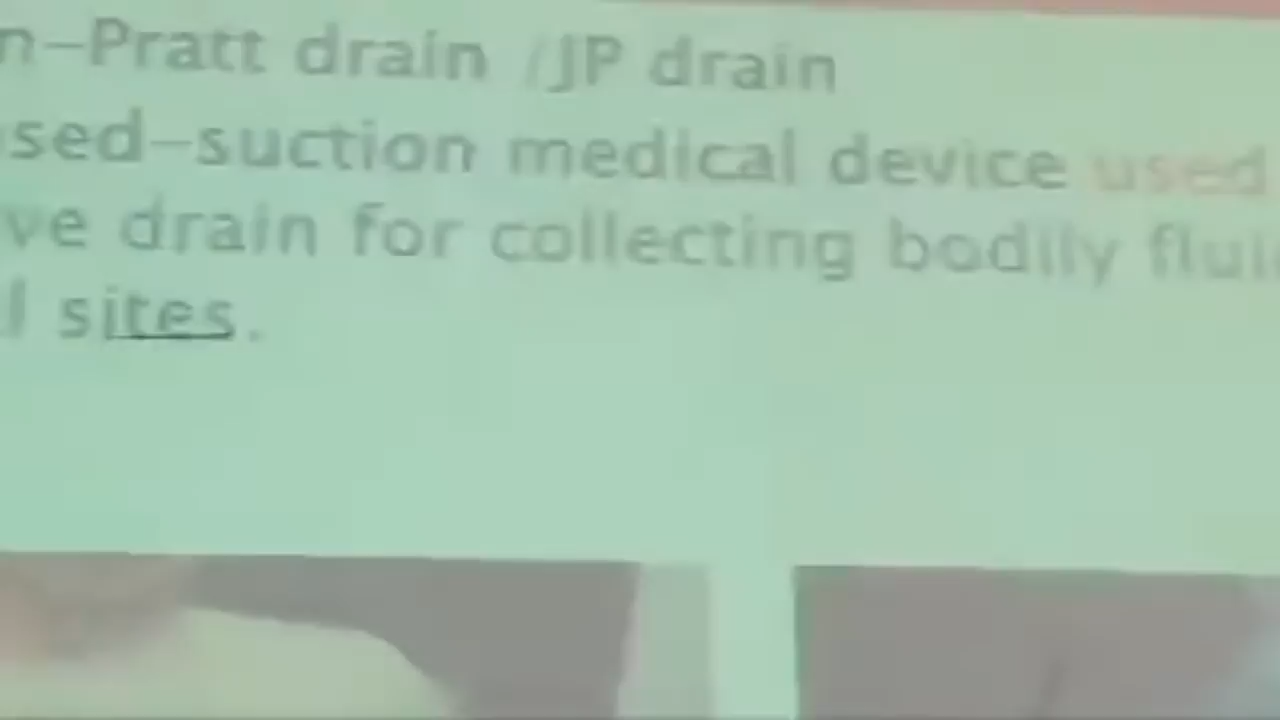 n-Pratt drain /JP drain
sed-suction medical device used
ve drain for collecting bodily flui
l sites.